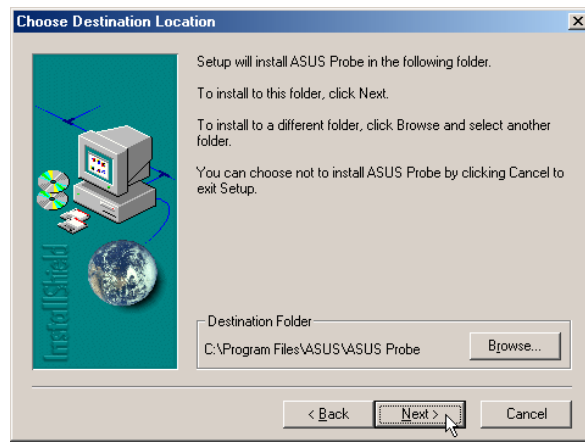 Choose Destination Location
Setup will install ASUS Probe in the following folder.
To install to this folder, click Next.
To install to a different folder, click Browse and select another
folder.
You can choose not to install ASUS Probe by clicking Cancel to
exit Setup.
InstallShield
Destination Folder
C:\Program Files\ASUS\ASUS Probe
Browse...
< Back
Next >
Cancel